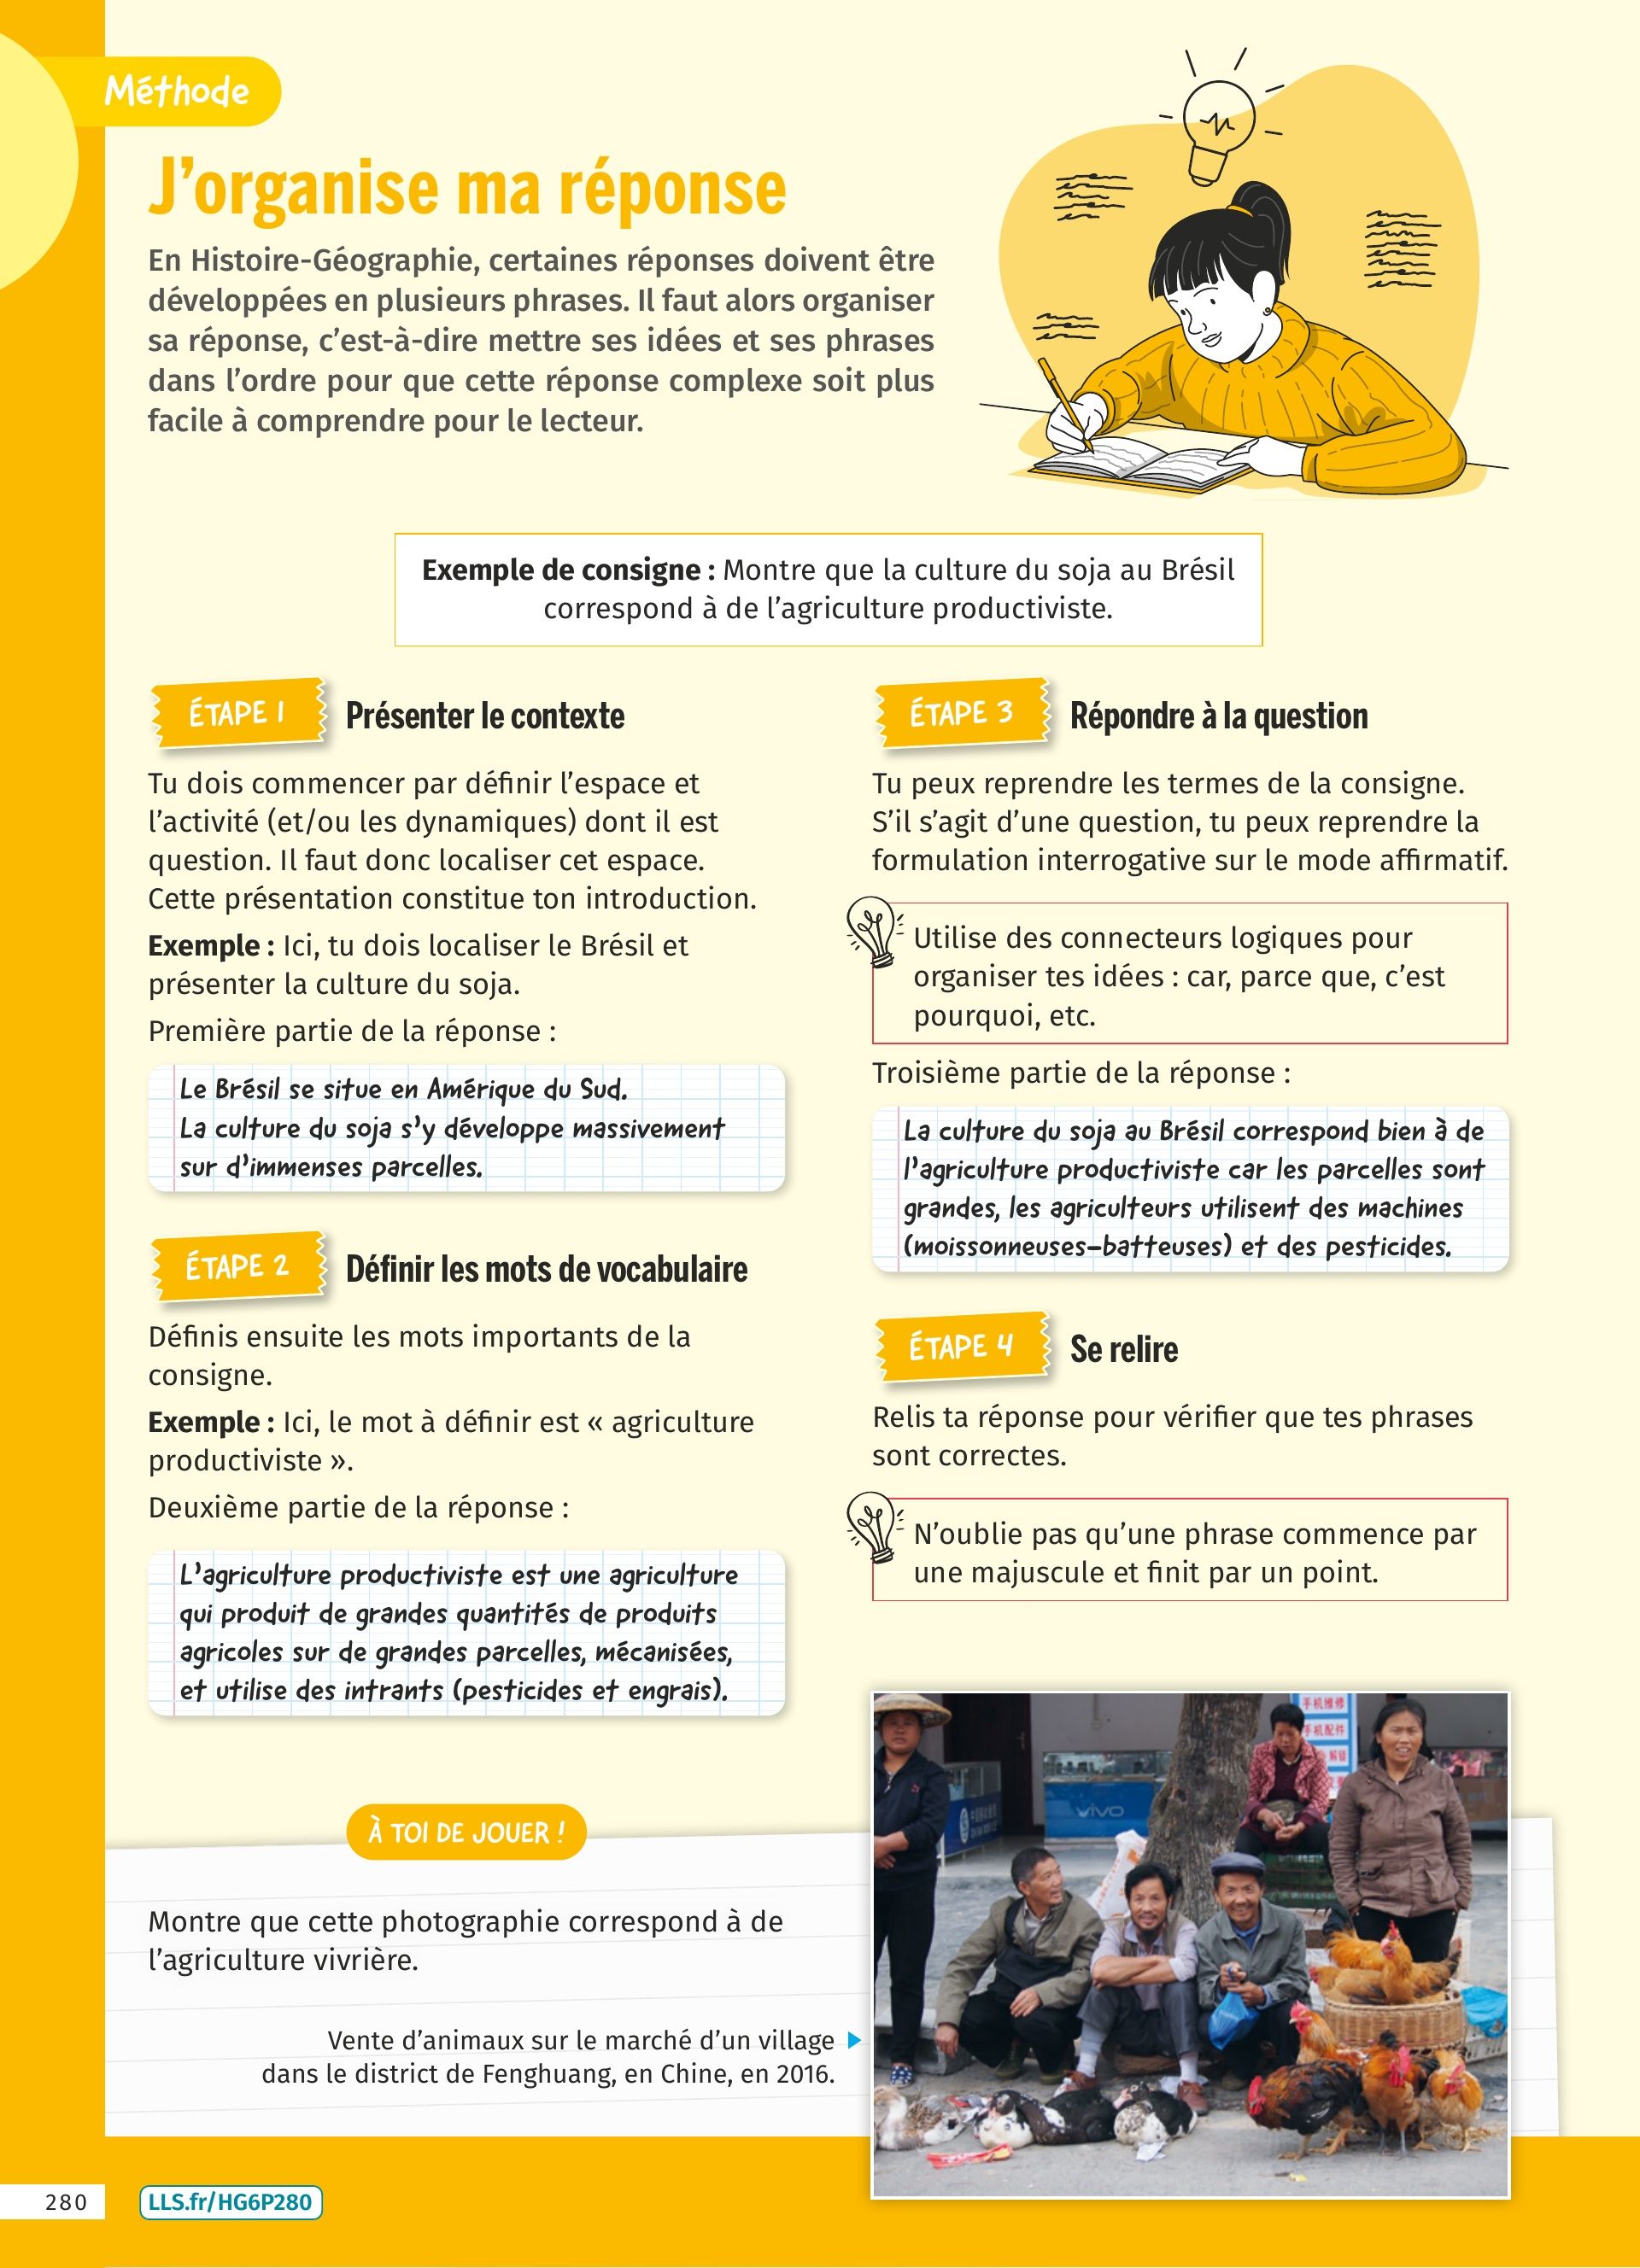 Méthode
J’organise ma réponse
En Histoire-Géographie, certaines réponses doivent être
développées en plusieurs phrases. Il faut alors organiser
sa réponse, c’est-à-dire mettre ses idées et ses phrases
dans l’ordre pour que cette réponse complexe soit plus
facile à comprendre pour le lecteur.
Exemple de consigne : Montre que la culture du soja au Brésil
correspond à de l’agriculture productiviste.
ÉTAPE 1 Présenter le contexte
Tu dois commencer par définir l’espace et
l’activité (et/ou les dynamiques) dont il est
question. Il faut donc localiser cet espace.
Cette présentation constitue ton introduction.
Exemple : Ici, tu dois localiser le Brésil et
présenter la culture du soja.
Première partie de la réponse :
Le Brésil se situe en Amérique du Sud.
La culture du soja s’y développe massivement
sur d’immenses parcelles.
ÉTAPE 2 Définir les mots de vocabulaire
Définis ensuite les mots importants de la
consigne.
Exemple : Ici, le mot à définir est « agriculture
productiviste ».
Deuxième partie de la réponse :
L’agriculture productiviste est une agriculture
qui produit de grandes quantités de produits
agricoles sur de grandes parcelles, mécanisées,
et utilise des intrants (pesticides et engrais).
ÉTAPE 3 Répondre à la question
Tu peux reprendre les termes de la consigne.
S’il s’agit d’une question, tu peux reprendre la
formulation interrogative sur le mode affirmatif.
Utilise des connecteurs logiques pour
organiser tes idées : car, parce que, c’est
pourquoi, etc.
Troisième partie de la réponse :
La culture du soja au Brésil correspond bien à de
l’agriculture productiviste car les parcelles sont
grandes, les agriculteurs utilisent des machines
(moissonneuses-batteuses) et des pesticides.
ÉTAPE 4 Se relire
Relis ta réponse pour vérifier que tes phrases
sont correctes.
N’oublie pas qu’une phrase commence par
une majuscule et finit par un point.
À TOI DE JOUER !
Montre que cette photographie correspond à de
l’agriculture vivrière.
Vente d’animaux sur le marché d’un village
dans le district de Fenghuang, en Chine, en 2016.
手机维修
手机配件
解锁
vivo
280
LLS.fr/HG6P280